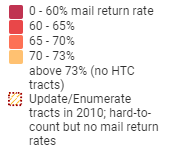 0 - 60% mail return rate
60 - 65%
65 - 70%
70 - 73%
above 73% (no HTC
tracts)
Update/Enumerate
tracts in 2010; hard-to-
count but no mail return
rates